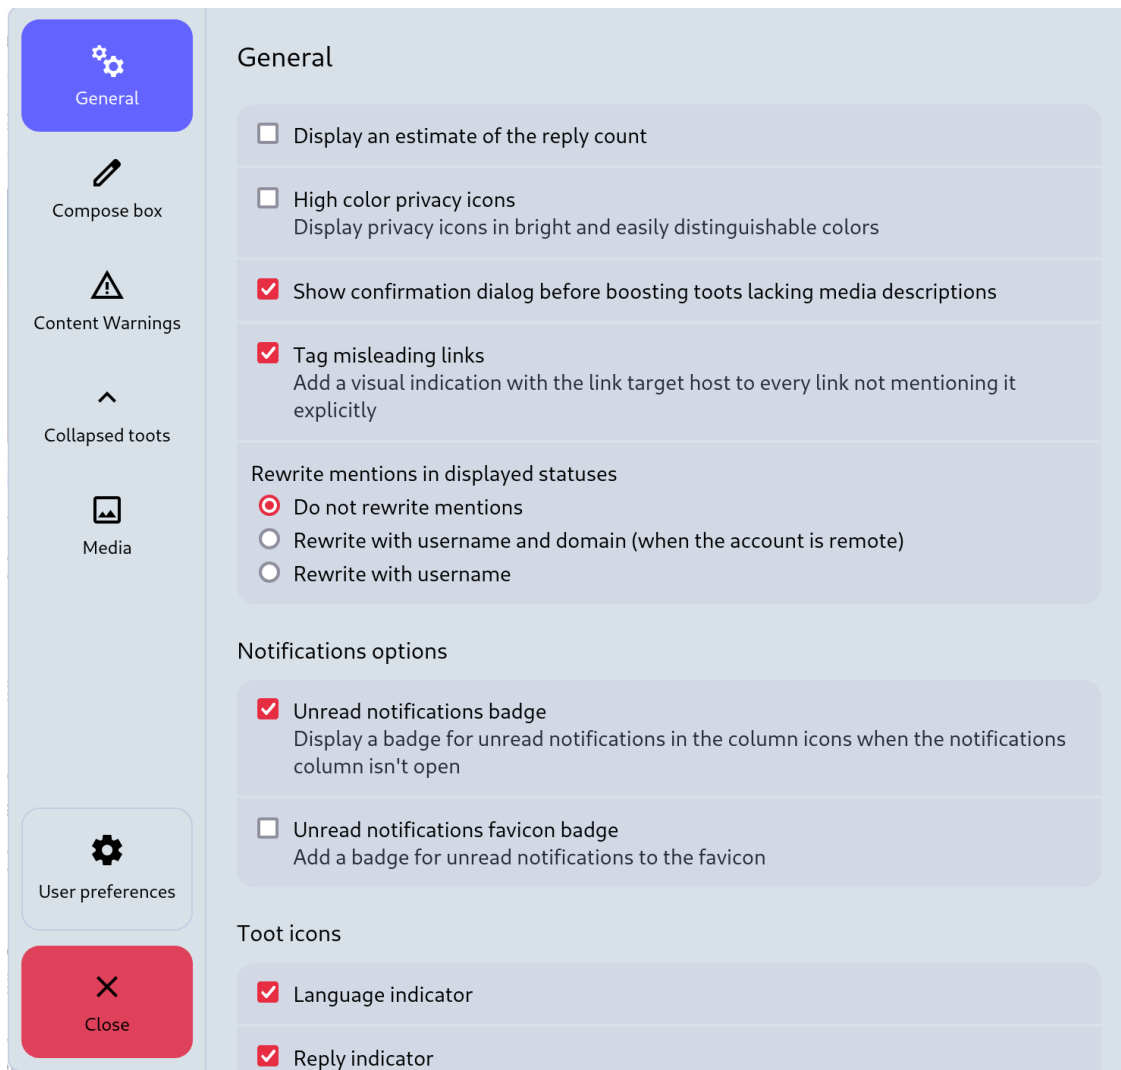 General
Compose box
Content Warnings
Collapsed toots
Media
User preferences
Close
General
Display an estimate of the reply count
High color privacy icons
Display privacy icons in bright and easily distinguishable colors
Show confirmation dialog before boosting toots lacking media descriptions
Tag misleading links
Add a visual indication with the link target host to every link not mentioning it
explicitly
Rewrite mentions in displayed statuses
Do not rewrite mentions
Rewrite with username and domain (when the account is remote)
Rewrite with username
Notifications options
Unread notifications badge
Display a badge for unread notifications in the column icons when the notifications
column isn't open
Unread notifications favicon badge
Add a badge for unread notifications to the favicon
Toot icons
Language indicator
Reply indicator